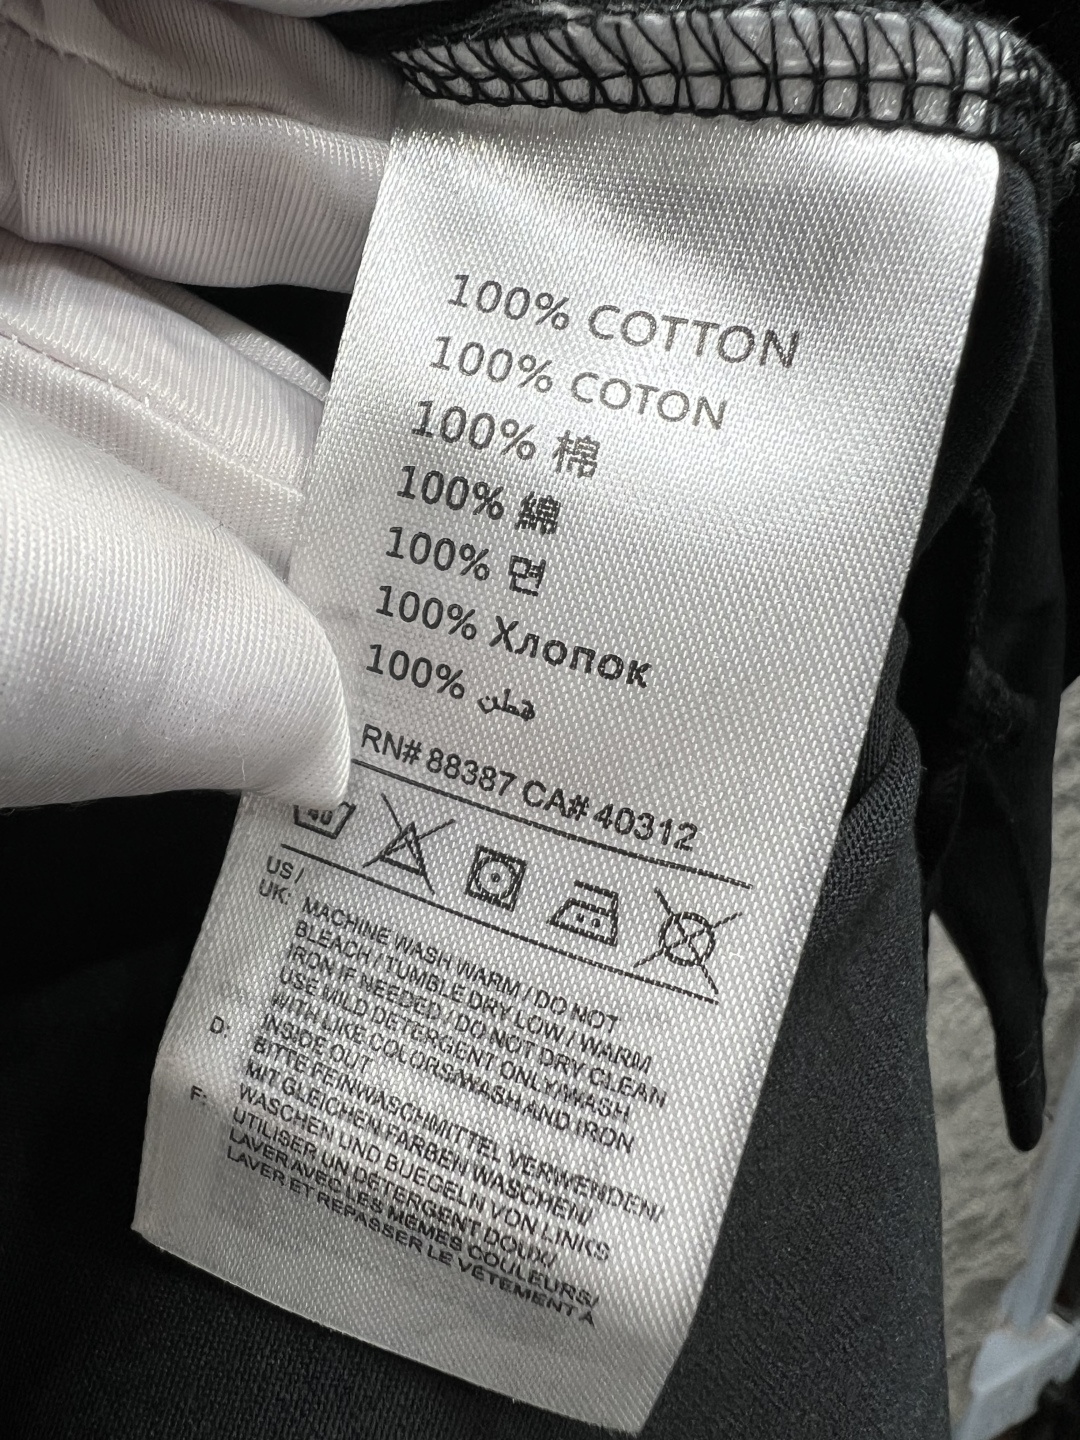 100% COTTON
100% COTON
100% 棉
100% 綿
100% 면
100% Хлопок
100% هطن
RN# 88387 CA# 40312
40
US /
UK: MACHINE WASH WARM / DO NOT
BLEACH / TUMBLE DRY LOW / WARM
IRON IF NEEDED / DO NOT DRY CLEAN
USE MILD DETERGENT ONLY/WASH
WITH LIKE COLORS/WASH AND IRON
INSIDE OUT
D: BITTE FEINWASCHMITTEL VERWENDEN/
MIT GLEICHEN FARBEN WASCHEN/
WASCHEN UND BUEGELN VON LINKS
F: UTILISER UN DETERGENT DOUX/
LAVER AVEC LES MEMES COULEURS/
LAVER ET REPASSER LE VETEMENT A